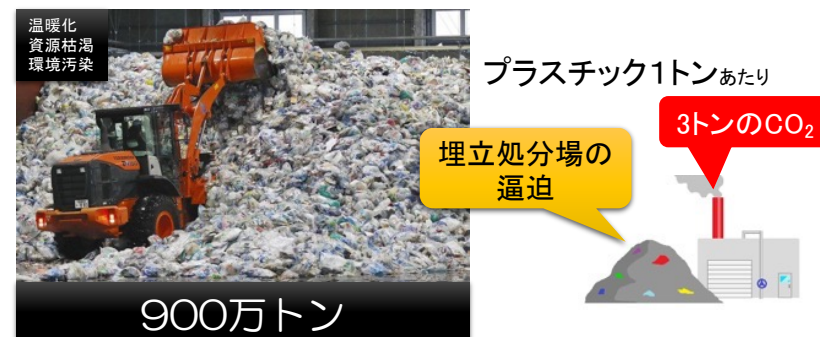 温暖化
資源枯渇
環境汚染
プラスチック1トンあたり
3トンのCO₂
埋立処分場の
逼迫
900万トン